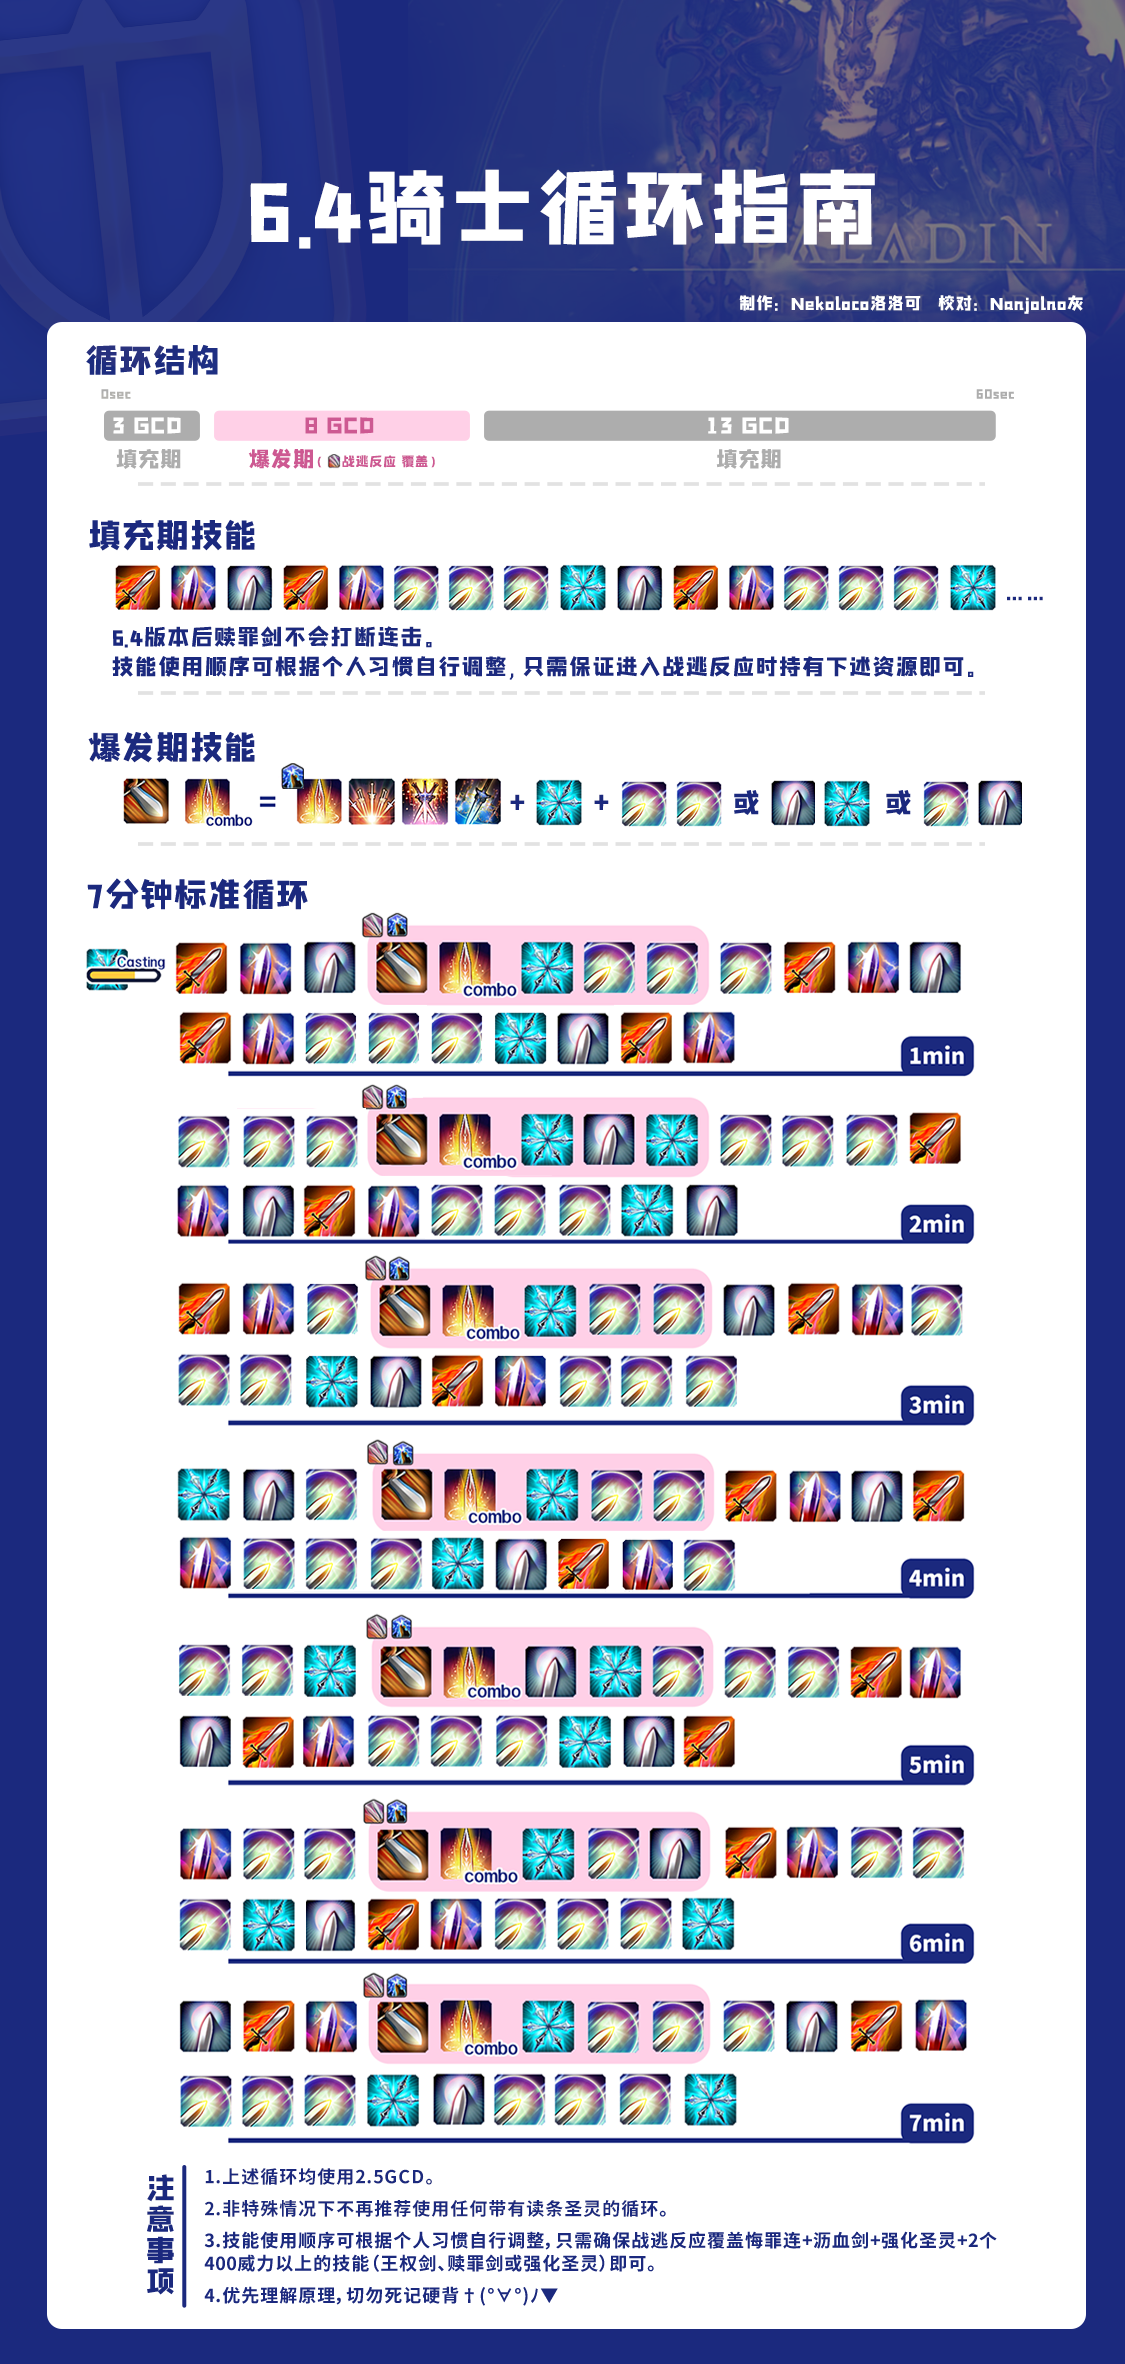 6.4骑士循环指南
PALADIN
制作：Nekoloco洛洛可 校对：Nanjolno灰
循环结构
0sec 60sec
3 GCD 8 GCD 13 GCD
填充期 爆发期（战逃反应 覆盖） 填充期
填充期技能
... ...
6.4版本后赎罪剑不会打断连击。
技能使用顺序可根据个人习惯自行调整，只需保证进入战逃反应时持有下述资源即可。
爆发期技能
combo = + + 或 或
7分钟标准循环
Casting
combo
1min
combo
2min
combo
3min
combo
4min
combo
5min
combo
6min
combo
7min
注意事项
1.上述循环均使用2.5GCD。
2.非特殊情况下不再推荐使用任何带有读条圣灵的循环。
3.技能使用顺序可根据个人习惯自行调整，只需确保战逃反应覆盖悔罪连+沥血剑+强化圣灵+2个
400威力以上的技能（王权剑、赎罪剑或强化圣灵）即可。
4.优先理解原理，切勿死记硬背✝(°∀°)ﾉ▼